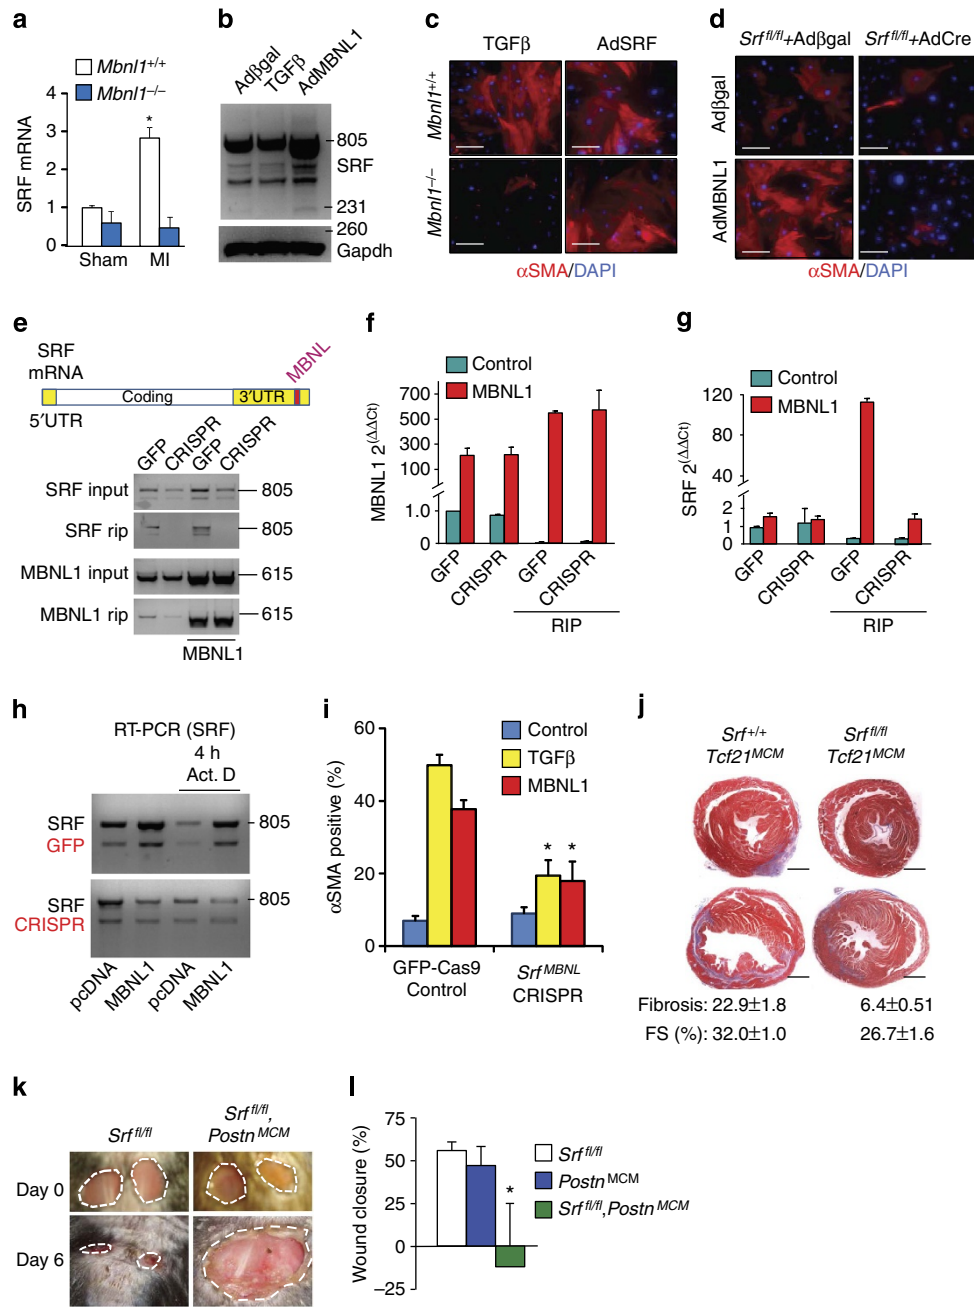 a
Mbnl1+/+
Mbnl1–/–
SRF mRNA
4
3
2
1
0
*
Sham
MI
b
Adβgal
TGFβ
AdMBNL1
805
SRF
231
260
Gapdh
c
TGFβ
AdSRF
Mbnl1+/+
Mbnl1–/–
αSMA/DAPI
d
Srf fl/fl+Adβgal
Srf fl/fl+AdCre
Adβgal
AdMBNL1
αSMA/DAPI
e
SRF
mRNA
MBNL
Coding
3′UTR
5′UTR
GFP
CRISPR
GFP
CRISPR
SRF input
805
SRF rip
805
MBNL1 input
615
MBNL1 rip
615
MBNL1
f
Control
MBNL1
MBNL1 2(ΔΔCt)
700
500
300
100
1.0
0
GFP
CRISPR
GFP
CRISPR
RIP
g
Control
MBNL1
SRF 2(ΔΔCt)
120
80
40
2
1
0
GFP
CRISPR
GFP
CRISPR
RIP
h
RT-PCR (SRF)
4 h
Act. D
SRF
GFP
805
SRF
CRISPR
805
pcDNA
MBNL1
pcDNA
MBNL1
i
Control
TGFβ
MBNL1
αSMA positive (%)
60
40
20
0
* *
GFP-Cas9
Control
Srf MBNL
CRISPR
j
Srf+/+
Tcf21MCM
Srf fl/fl
Tcf21MCM
Fibrosis: 22.9±1.8 6.4±0.51
FS (%): 32.0±1.0 26.7±1.6
k
Srf fl/fl
Srf fl/fl,
Postn MCM
Day 0
Day 6
l
Wound closure (%)
75
50
25
0
–25
*
Srf fl/fl
Postn MCM
Srf fl/fl,Postn MCM